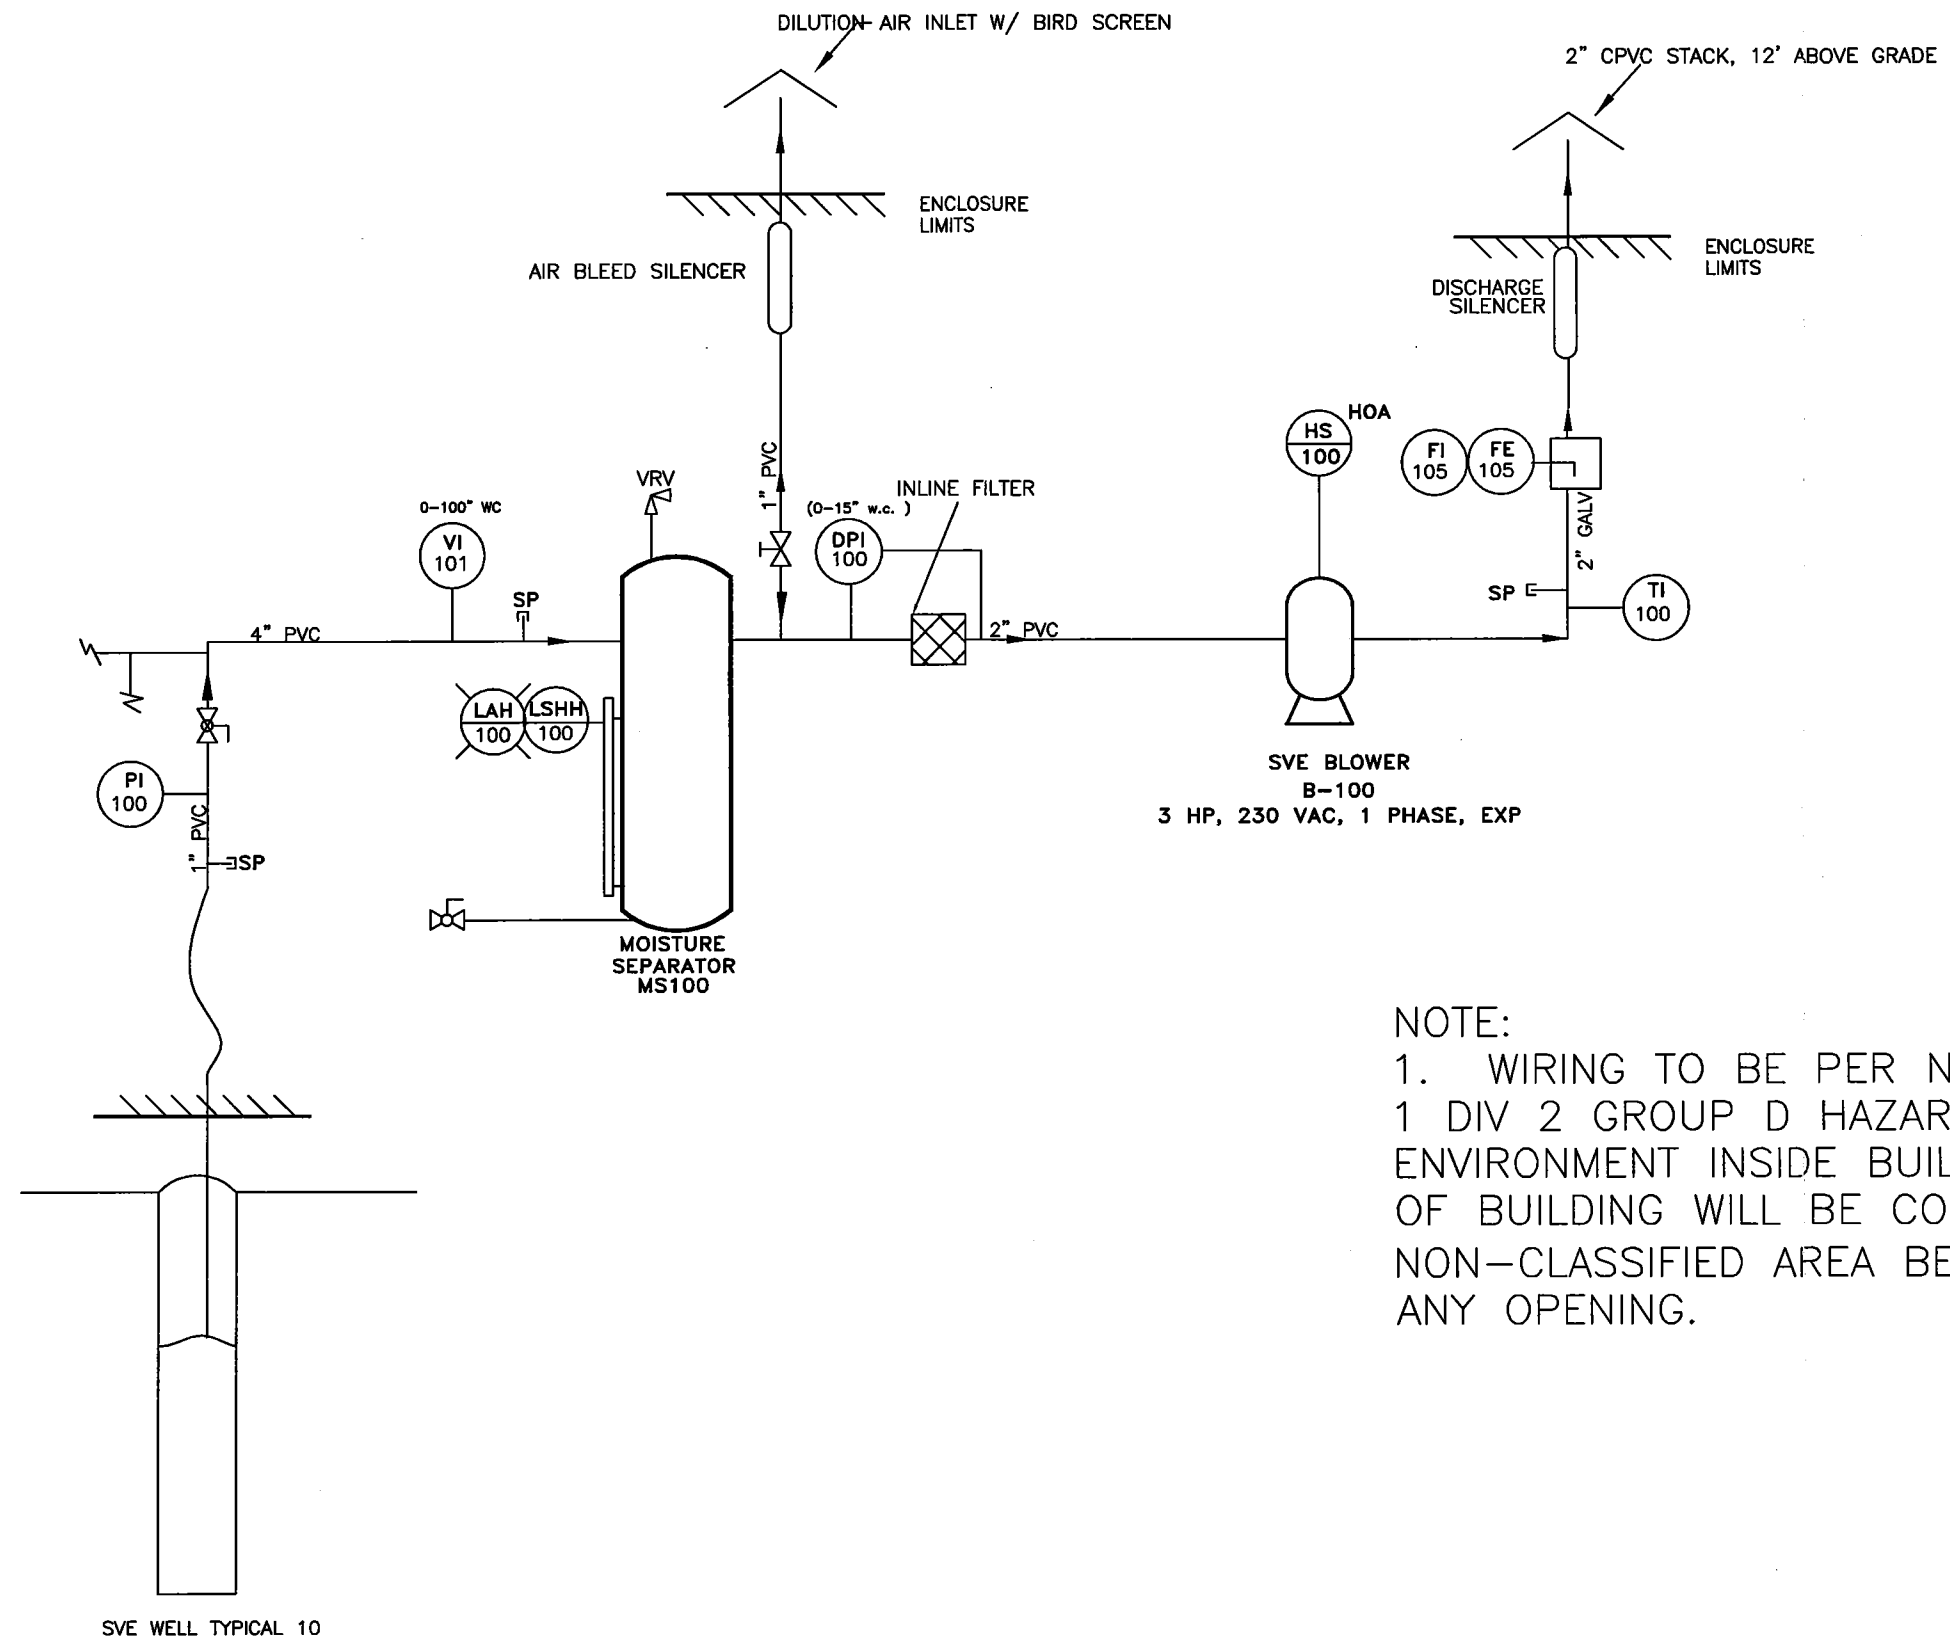 DILUTION AIR INLET W/ BIRD SCREEN
2" CPVC STACK, 12' ABOVE GRADE
ENCLOSURE
LIMITS
ENCLOSURE
LIMITS
AIR BLEED SILENCER
DISCHARGE
SILENCER
HOA
HS
100
FI
105
FE
105
1" PVC
VRV
INLINE FILTER
0-100" WC
(0-15" w.c. )
2" GALV
VI
101
DPI
100
SP
SP
TI
100
4" PVC
2" PVC
LAH
100
LSHH
100
PI
100
1" PVC
SP
SVE BLOWER
B-100
3 HP, 230 VAC, 1 PHASE, EXP
MOISTURE
SEPARATOR
MS100
NOTE:
1. WIRING TO BE PER
1 DIV 2 GROUP D
ENVIRONMENT INSIDE
OF BUILDING WILL BE
NON-CLASSIFIED AREA
ANY OPENING.
SVE WELL TYPICAL 10